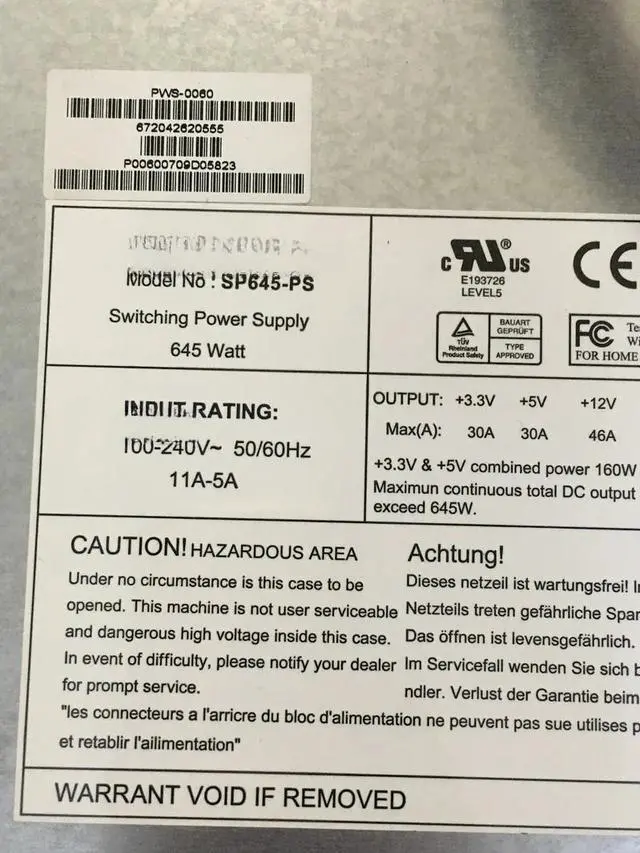 PWS-0060
672042620555
P00600709D05823
Model No : SP645-PS
Switching Power Supply
645 Watt
c RU® US
E193726
LEVEL5
CE
TÜV
Rheinland
Product Safety
BAUART
GEPRÜFT
TYPE
APPROVED
FC
FOR HOME
RATING:
100-240V~ 50/60Hz
11A-5A
OUTPUT: +3.3V +5V +12V
Max(A): 30A 30A 46A
+3.3V & +5V combined power 160W
Maximun continuous total DC output
exceed 645W.
CAUTION! HAZARDOUS AREA
Under no circumstance is this case to be
opened. This machine is not user serviceable
and dangerous high voltage inside this case.
In event of difficulty, please notify your dealer
for prompt service.
Achtung!
Dieses netzeil ist wartungsfrei!
Netzteils treten gefährliche Spar
Das öffnen ist levensgefährlich.
Im Servicefall wenden Sie sich
ndler. Verlust der Garantie beim
"les connecteurs a l'arricre du bloc d'alimentation ne peuvent pas sue utilises p
et retablir l'ailimentation"
WARRANT VOID IF REMOVED